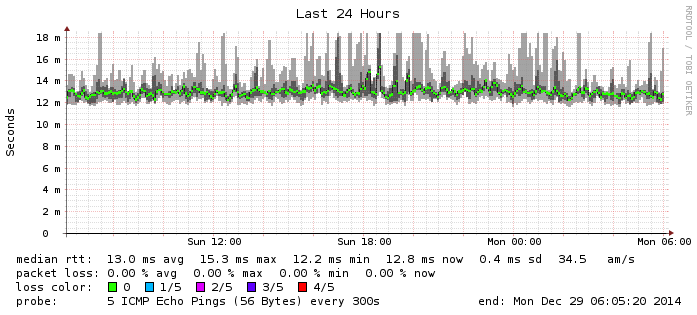 Last 24 Hours
RRDTOOL / TOBI OETIKER
Seconds
18 m
16 m
14 m
12 m
10 m
8 m
6 m
4 m
2 m
0
Sun 12:00 Sun 18:00 Mon 00:00 Mon 06:00
median rtt: 13.0 ms avg 15.3 ms max 12.2 ms min 12.8 ms now 0.4 ms sd 34.5 am/s
packet loss: 0.00 % avg 0.00 % max 0.00 % min 0.00 % now
loss color: 0 1/5 2/5 3/5 4/5
probe: 5 ICMP Echo Pings (56 Bytes) every 300s end: Mon Dec 29 06:05:20 2014